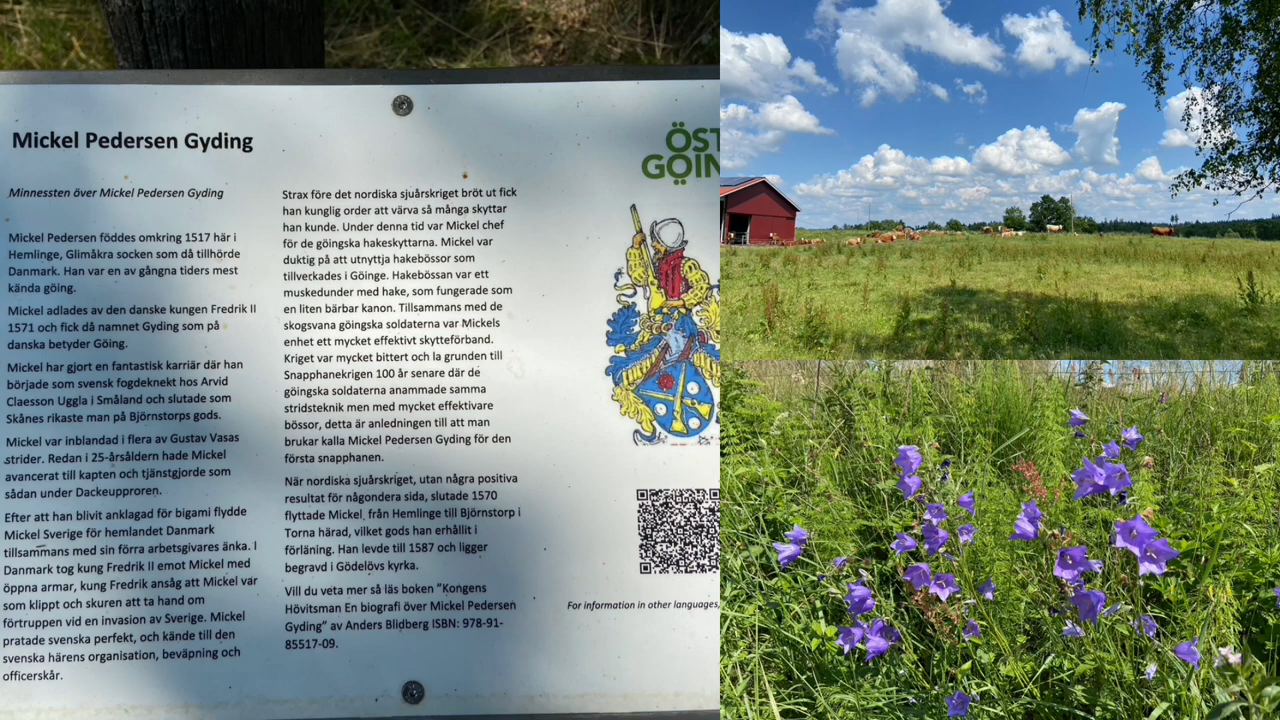 Mickel Pedersen Gyding
Minnessten över Mickel Pedersen Gyding
Mickel Pedersen föddes omkring 1517 här i
Hemlinge, Glimåkra socken som då tillhörde
Danmark. Han var en av gångna tiders mest
kända göing.
Mickel adlades av den danske kungen Fredrik II
1571 och fick då namnet Gyding som på
danska betyder Göing.
Mickel har gjort en fantastisk karriär där han
började som svensk fogdeknekt hos Arvid
Claesson Uggla i Småland och slutade som
Skånes rikaste man på Björnstorps gods.
Mickel var inblandad i flera av Gustav Vasas
strider. Redan i 25-årsåldern hade Mickel
avancerat till kapten och tjänstgjorde som
sådan under Dackeupproren.
Efter att han blivit anklagad för bigami flydde
Mickel Sverige för hemlandet Danmark
tillsammans med sin förra arbetsgivares änka. I
Danmark tog kung Fredrik II emot Mickel med
öppna armar, kung Fredrik ansåg att Mickel var
som klippt och skuren att ta hand om
förtruppen vid en invasion av Sverige. Mickel
pratade svenska perfekt, och kände till den
svenska härens organisation, beväpning och
officerskår.
Strax före det nordiska sjuårskriget bröt ut fick
han kunglig order att värva så många skyttar
han kunde. Under denna tid var Mickel chef
för de göingska hakeskyttarna. Mickel var
duktig på att utnyttja hakebössor som
tillveckades i Göinge. Hakebössan var ett
muskedunder med hake, som fungerade som
en liten bärbar kanon. Tillsammans med de
skogsvana göingska soldaterna var Mickels
enhet ett mycket effektivt skytteförband.
Kriget var mycket bittert och la grunden till
Snapphanekrigen 100 år senare där de
göingska soldaterna anammade samma
stridsteknik men med mycket effektivare
bössor, detta är anledningen till att man
brukar kalla Mickel Pedersen Gyding för den
första snapphanen.
När nordiska sjuårskriget, utan några positiva
resultat för någondera sida, slutade 1570
flyttade Mickel från Hemlinge till Björnstorp i
Torna härad, vilket gods han erhållit i
förläning. Han levde till 1587 och ligger
begravd i Gödelövs kyrka.
Vill du veta mer så läs boken "Kongens
Hövitsman En biografi över Mickel Pedersen
Gyding" av Anders Blidberg ISBN: 978-91-
85517-09.
ÖST
GÖIN
For information in other languages,